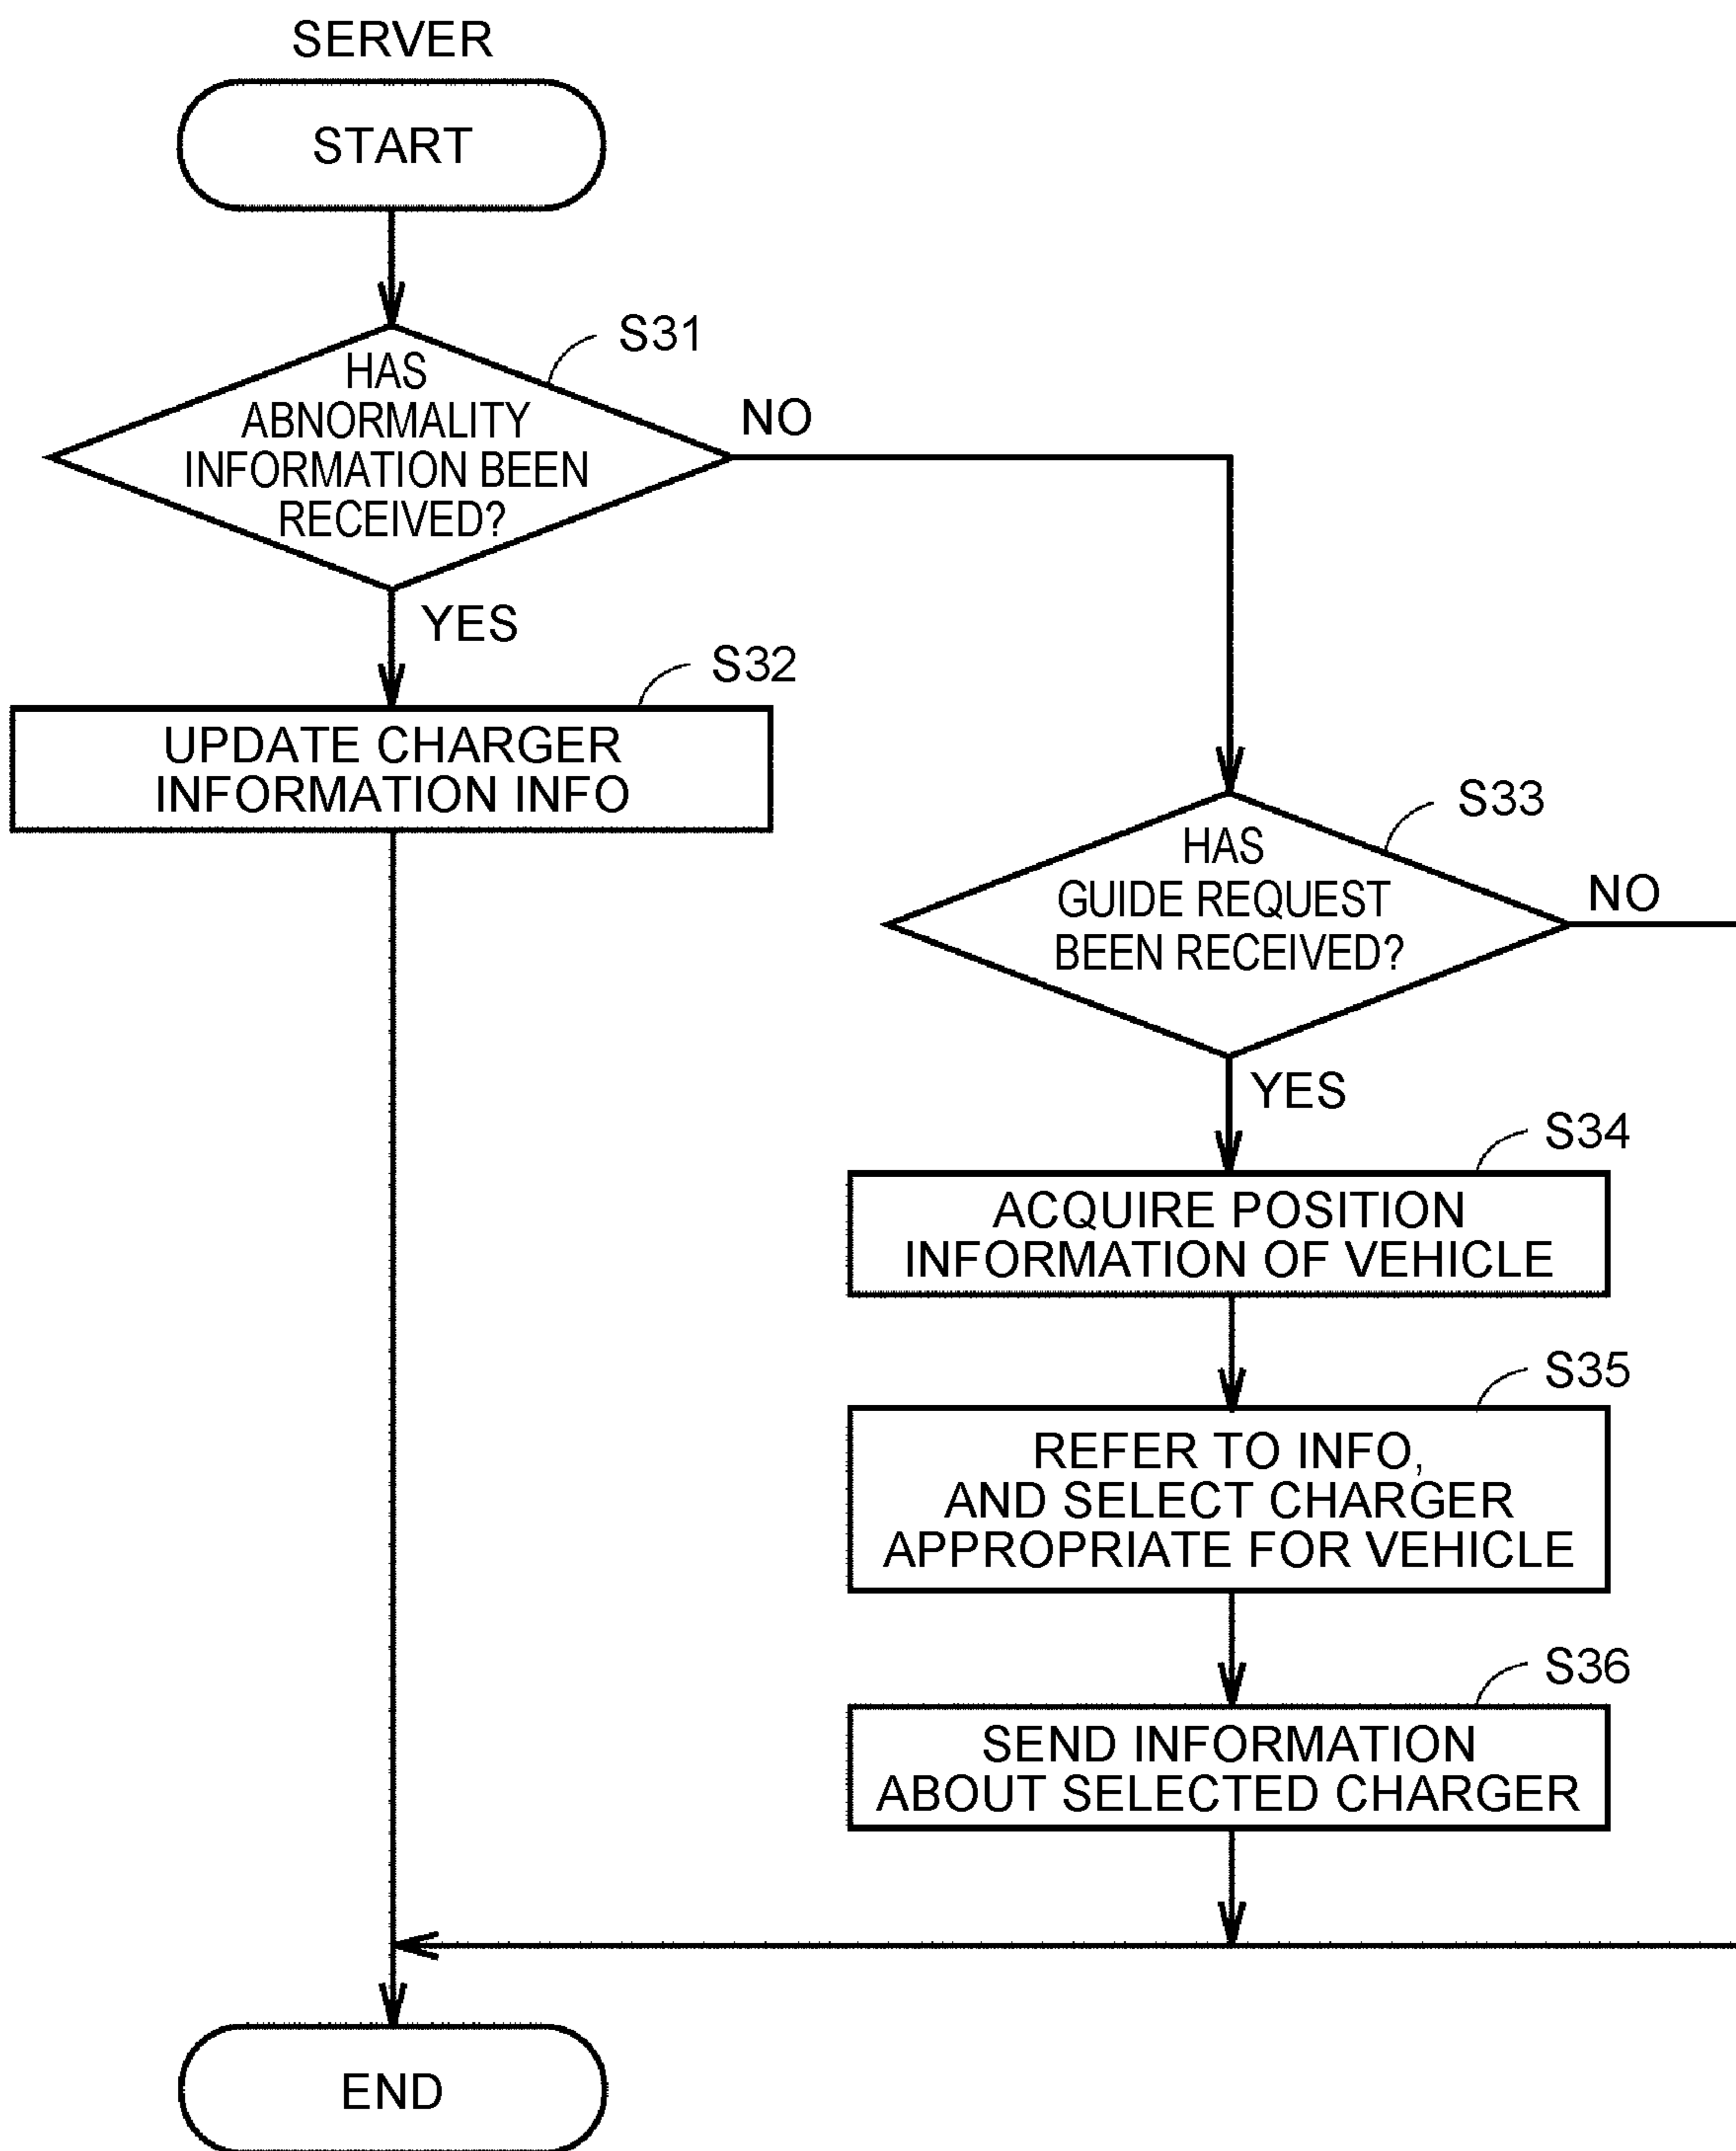 SERVER
START
S31
HAS
ABNORMALITY
INFORMATION BEEN
RECEIVED?
NO
YES
S32
UPDATE CHARGER
INFORMATION INFO
S33
HAS
GUIDE REQUEST
BEEN RECEIVED?
NO
YES
S34
ACQUIRE POSITION
INFORMATION OF VEHICLE
S35
REFER TO INFO,
AND SELECT CHARGER
APPROPRIATE FOR VEHICLE
S36
SEND INFORMATION
ABOUT SELECTED CHARGER
END